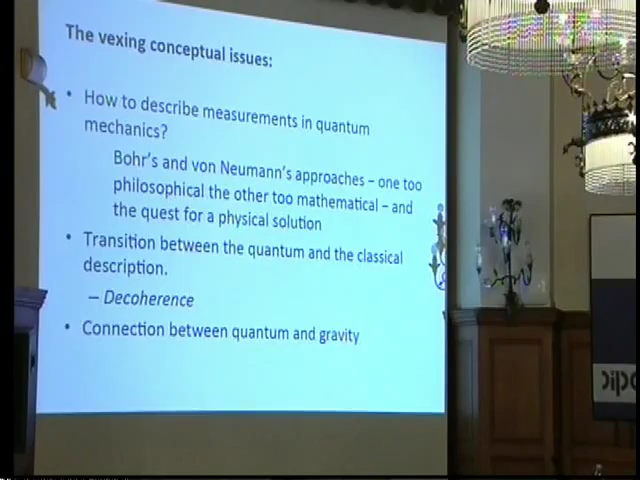 The vexing conceptual issues:
• How to describe measurements in quantum
mechanics?
Bohr's and von Neumann's approaches – one too
philosophical the other too mathematical – and
the quest for a physical solution
• Transition between the quantum and the classical
description.
– Decoherence
• Connection between quantum and gravity